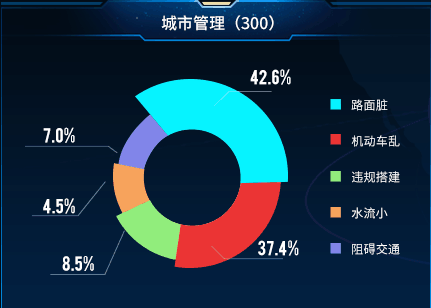 城市管理（300）
42.6%
路面脏
7.0%
机动车乱
违规搭建
4.5%
水流小
37.4%
阻碍交通
8.5%